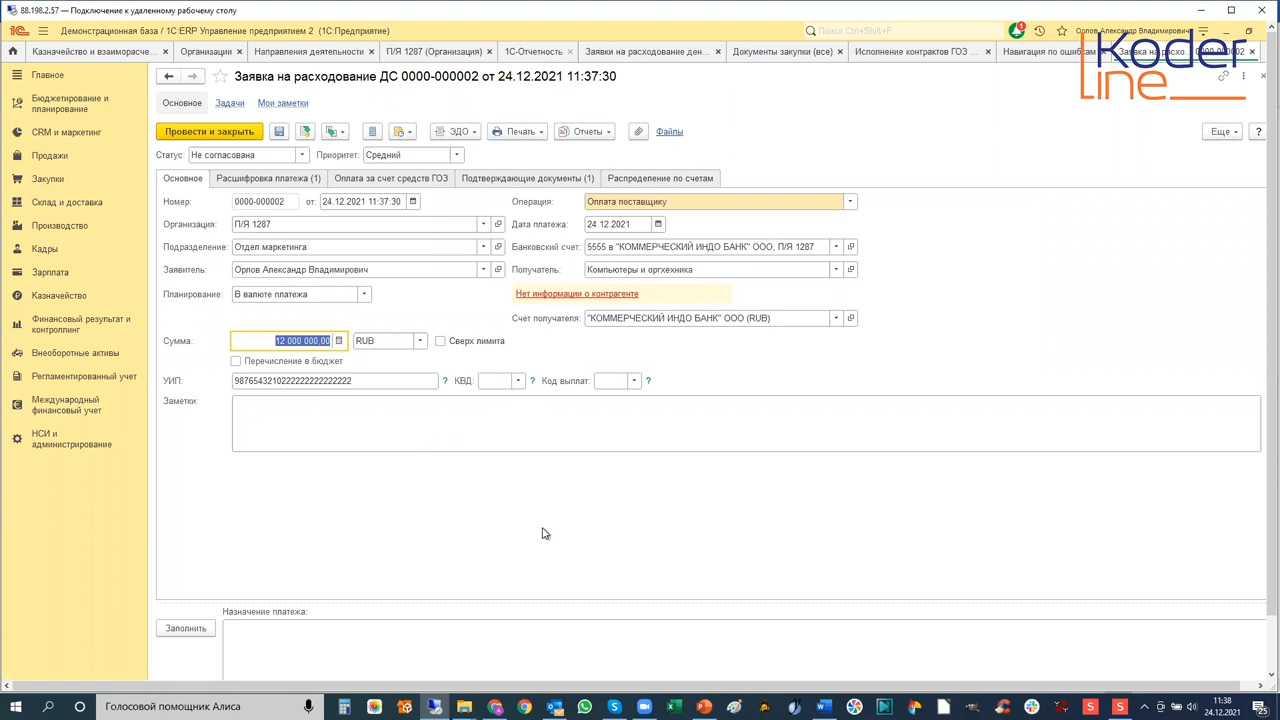 88.198.2.57 — Подключение к удаленному рабочему столу
Демонстрационная база / 1С:ERP Управление предприятием 2 (1С:Предприятие)
Поиск Ctrl+Shift+F
1
Орлов Александр Владимирович
Казначейство и взаиморасче...
Организации
Направления деятельности
П/Я 1287 (Организация)
1С-Отчетность
Заявки на расходование ден...
Документы закупки (все)
Исполнение контрактов ГОЗ
Навигация по ошибкам
Заявка на расхо...
Koder
line
Главное
Бюджетирование и
планирование
CRM и маркетинг
Продажи
Закупки
Склад и доставка
Производство
Кадры
Зарплата
Казначейство
Финансовый результат и
контроллинг
Внеоборотные активы
Регламентированный учет
Международный
финансовый учет
НСИ и
администрирование
Заявка на расходование ДС 0000-000002 от 24.12.2021 11:37:30
Основное Задачи Мои заметки
Провести и закрыть ЭДО Печать Отчеты Файлы Еще ?
Статус: Не согласована Приоритет: Средний
Основное Расшифровка платежа (1) Оплата за счет средств ГОЗ Подтверждающие документы (1) Распределение по счетам
Номер: 0000-000002 от: 24.12.2021 11:37:30 Операция: Оплата поставщику
Организация: П/Я 1287 Дата платежа: 24.12.2021
Подразделение: Отдел маркетинга Банковский счет: 5555 в "КОММЕРЧЕСКИЙ ИНДО БАНК" ООО, П/Я 1287
Заявитель: Орлов Александр Владимирович Получатель: Компьютеры и оргхехника
Планирование: В валюте платежа Нет информации о контрагенте
Счет получателя: "КОММЕРЧЕСКИЙ ИНДО БАНК" ООО (RUB)
Сумма: 12 000 000,00 RUB Сверх лимита
Перечисление в бюджет
УИП: ? КВД: ? Код выплат: ?
Заметки:
Назначение платежа:
Заполнить
Голосовой помощник Алиса
11:38
24.12.2021